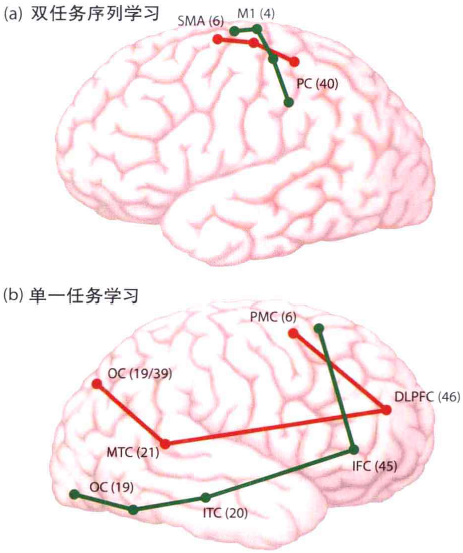 (a) 双任务序列学习
SMA (6)
M1 (4)
PC (40)
(b) 单一任务学习
PMC (6)
OC (19/39)
DLPFC (46)
MTC (21)
IFC (45)
OC (19)
ITC (20)